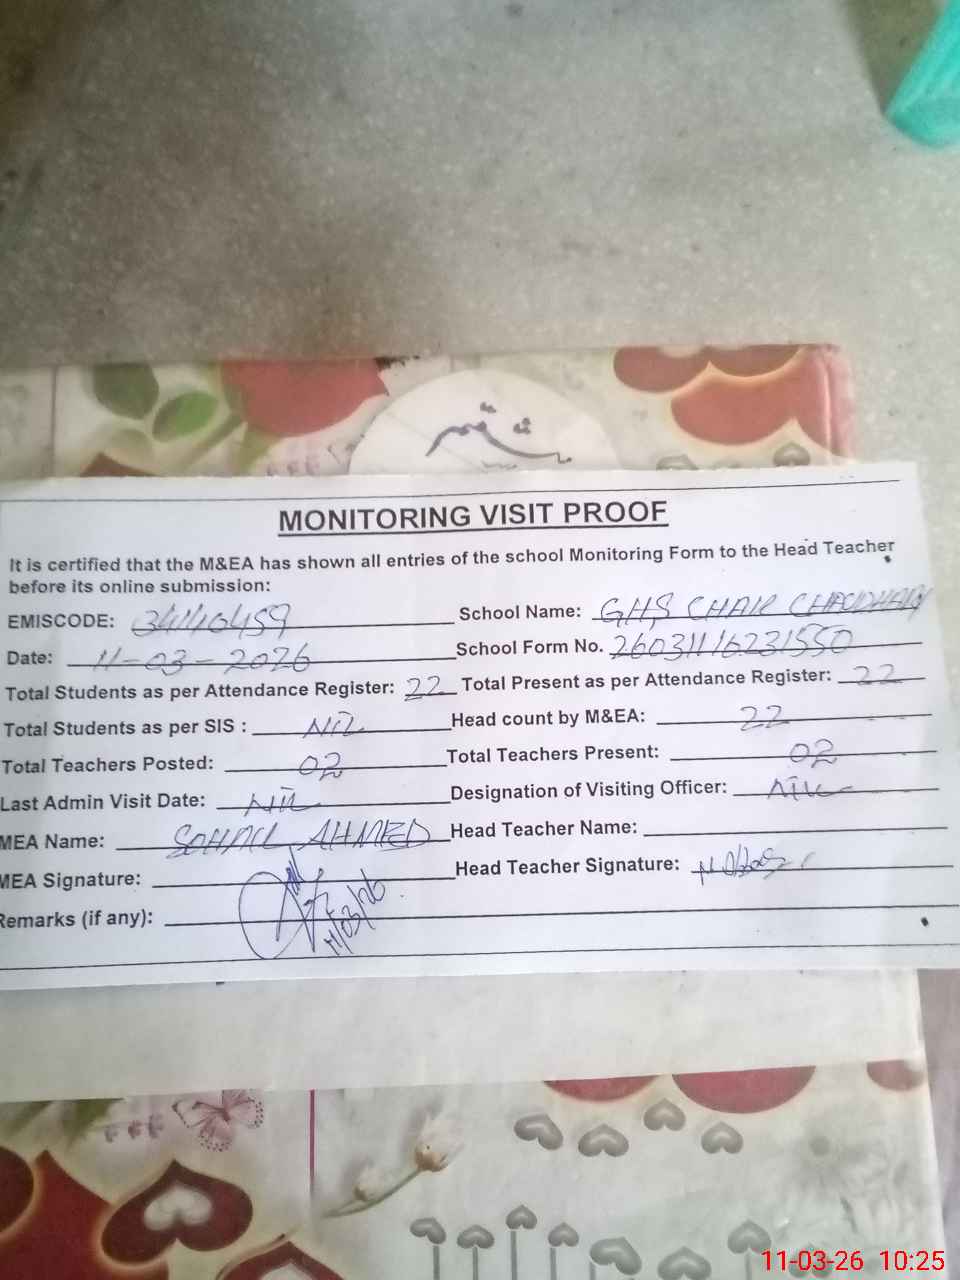 MONITORING VISIT PROOF
It is certified that the M&EA has shown all entries of the school Monitoring Form to the Head Teacher
before its online submission:
EMISCODE: 34110459 School Name: GHS CHAK CHAUDHARY
Date: 11-03-2026 School Form No. 26031116231550
Total Students as per Attendance Register: 22 Total Present as per Attendance Register: 22
Total Students as per SIS : NIL Head count by M&EA: 22
Total Teachers Posted: 02 Total Teachers Present: 02
Last Admin Visit Date: NIL Designation of Visiting Officer: NIL
MEA Name: SOHAIL AHMED Head Teacher Name:
MEA Signature: Head Teacher Signature:
11/03/26
Remarks (if any):
11-03-26 10:25